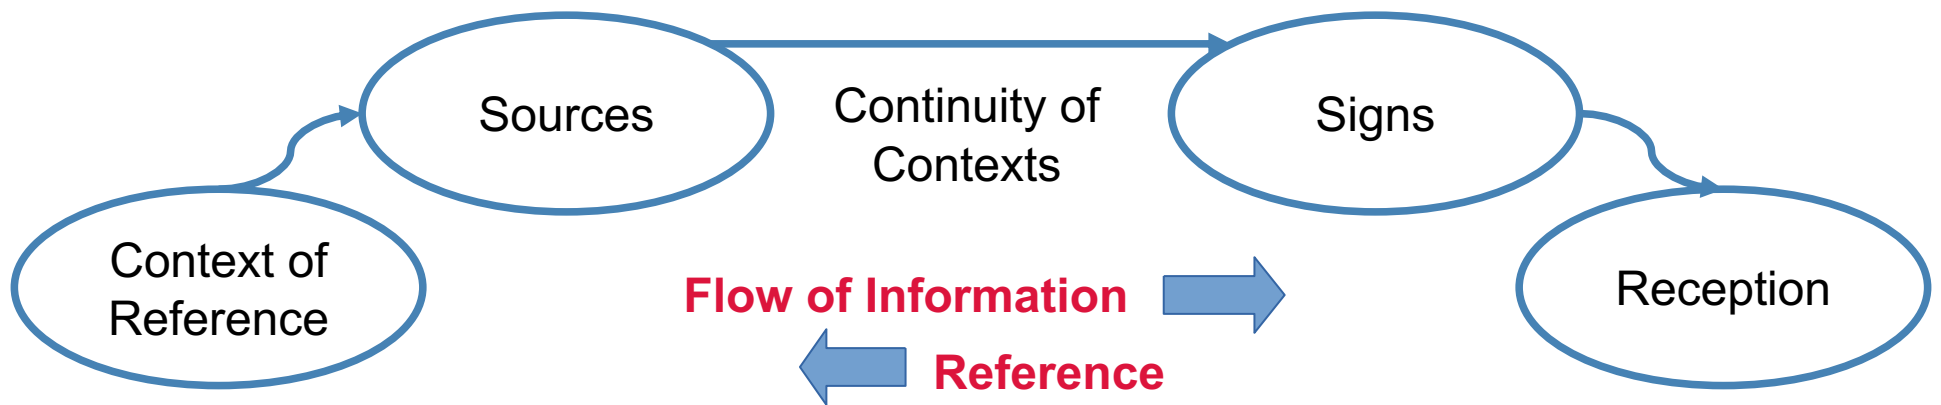 Sources
Continuity of
Contexts
Signs
Context of
Reference
Flow of Information
Reference
Reception